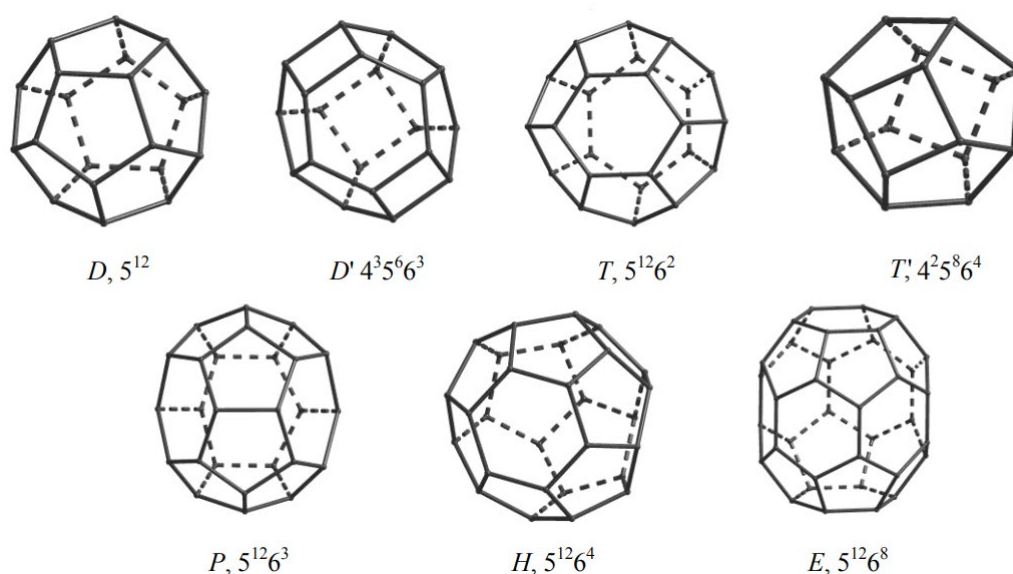 D, 5¹²
D' 4³5⁶6³
T, 5¹²6²
T', 4²5⁸6⁴
P, 5¹²6³
H, 5¹²6⁴
E, 5¹²6⁸